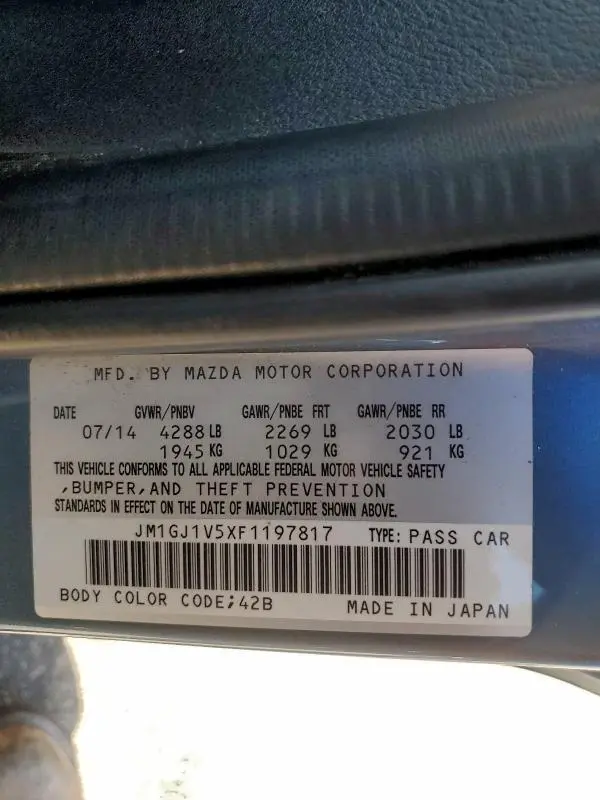 MFD. BY MAZDA MOTOR CORPORATION
DATE GVWR/PNBV GAWR/PNBE FRT GAWR/PNBE RR
07/14 4288 LB 2269 LB 2030 LB
1945 KG 1029 KG 921 KG
THIS VEHICLE CONFORMS TO ALL APPLICABLE FEDERAL MOTOR VEHICLE SAFETY
,BUMPER,AND THEFT PREVENTION
STANDARDS IN EFFECT ON THE DATE OF MANUFACTURE SHOWN ABOVE.
JM1GJ1V5XF1197817 TYPE: PASS CAR
BODY COLOR CODE;42B MADE IN JAPAN